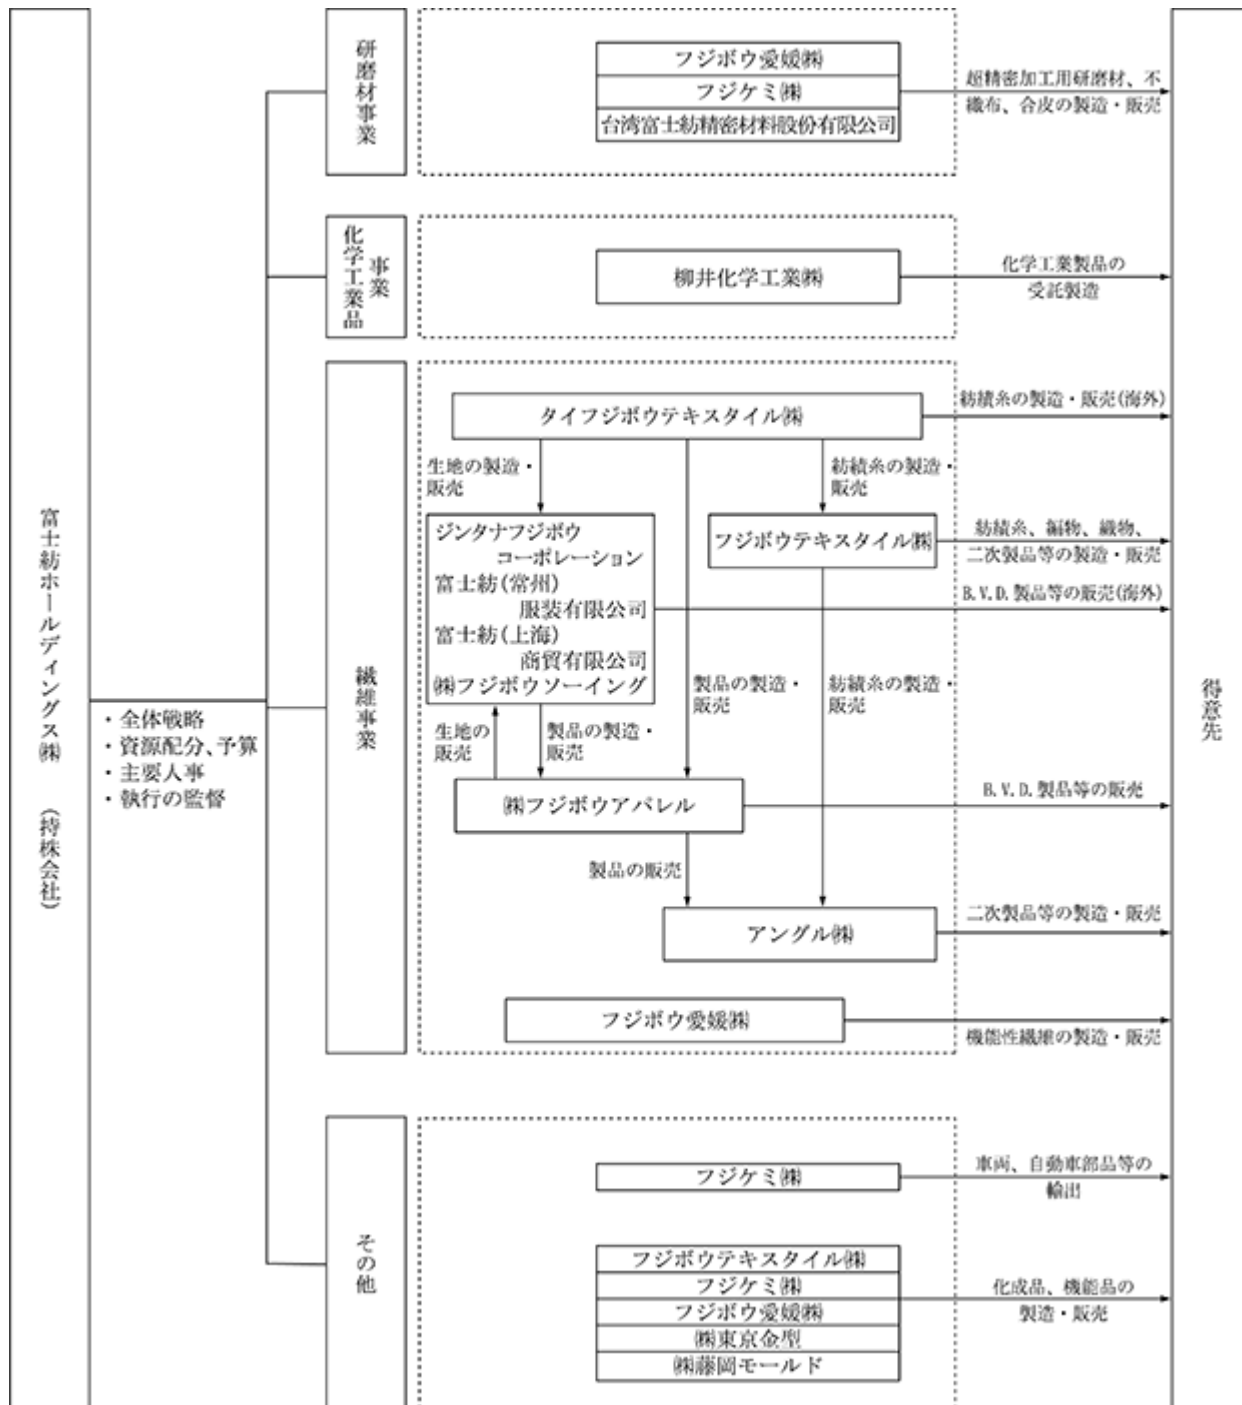 富士紡ホールディングス㈱ (持株会社)
・全体戦略
・資源配分、予算
・主要人事
・執行の監督
研磨材事業
フジボウ愛媛㈱
フジケミ㈱
台湾富士紡精密材料股份有限公司
超精密加工用研磨材、不
織布、合皮の製造・販売
化学工業品
事業
柳井化学工業㈱
化学工業製品の
受託製造
繊維事業
タイフジボウテキスタイル㈱
紡績糸の製造・販売(海外)
生地の製造・
販売
紡績糸の製造・
販売
ジンタナフジボウ
コーポレーション
富士紡(常州)
服装有限公司
富士紡(上海)
商貿有限公司
㈱フジボウソーイング
フジボウテキスタイル㈱
紡績糸、編物、織物、
二次製品等の製造・販売
B.V.D.製品等の販売(海外)
製品の製造・
販売
紡績糸の製造・
販売
生地の
販売
製品の製造・
販売
㈱フジボウアパレル
B.V.D.製品等の販売
製品の販売
アングル㈱
二次製品等の製造・販売
フジボウ愛媛㈱
機能性繊維の製造・販売
その他
フジケミ㈱
車両、自動車部品等の
輸出
フジボウテキスタイル㈱
フジケミ㈱
フジボウ愛媛㈱
㈱東京金型
㈱藤岡モールド
化成品、機能品の
製造・販売
得意先